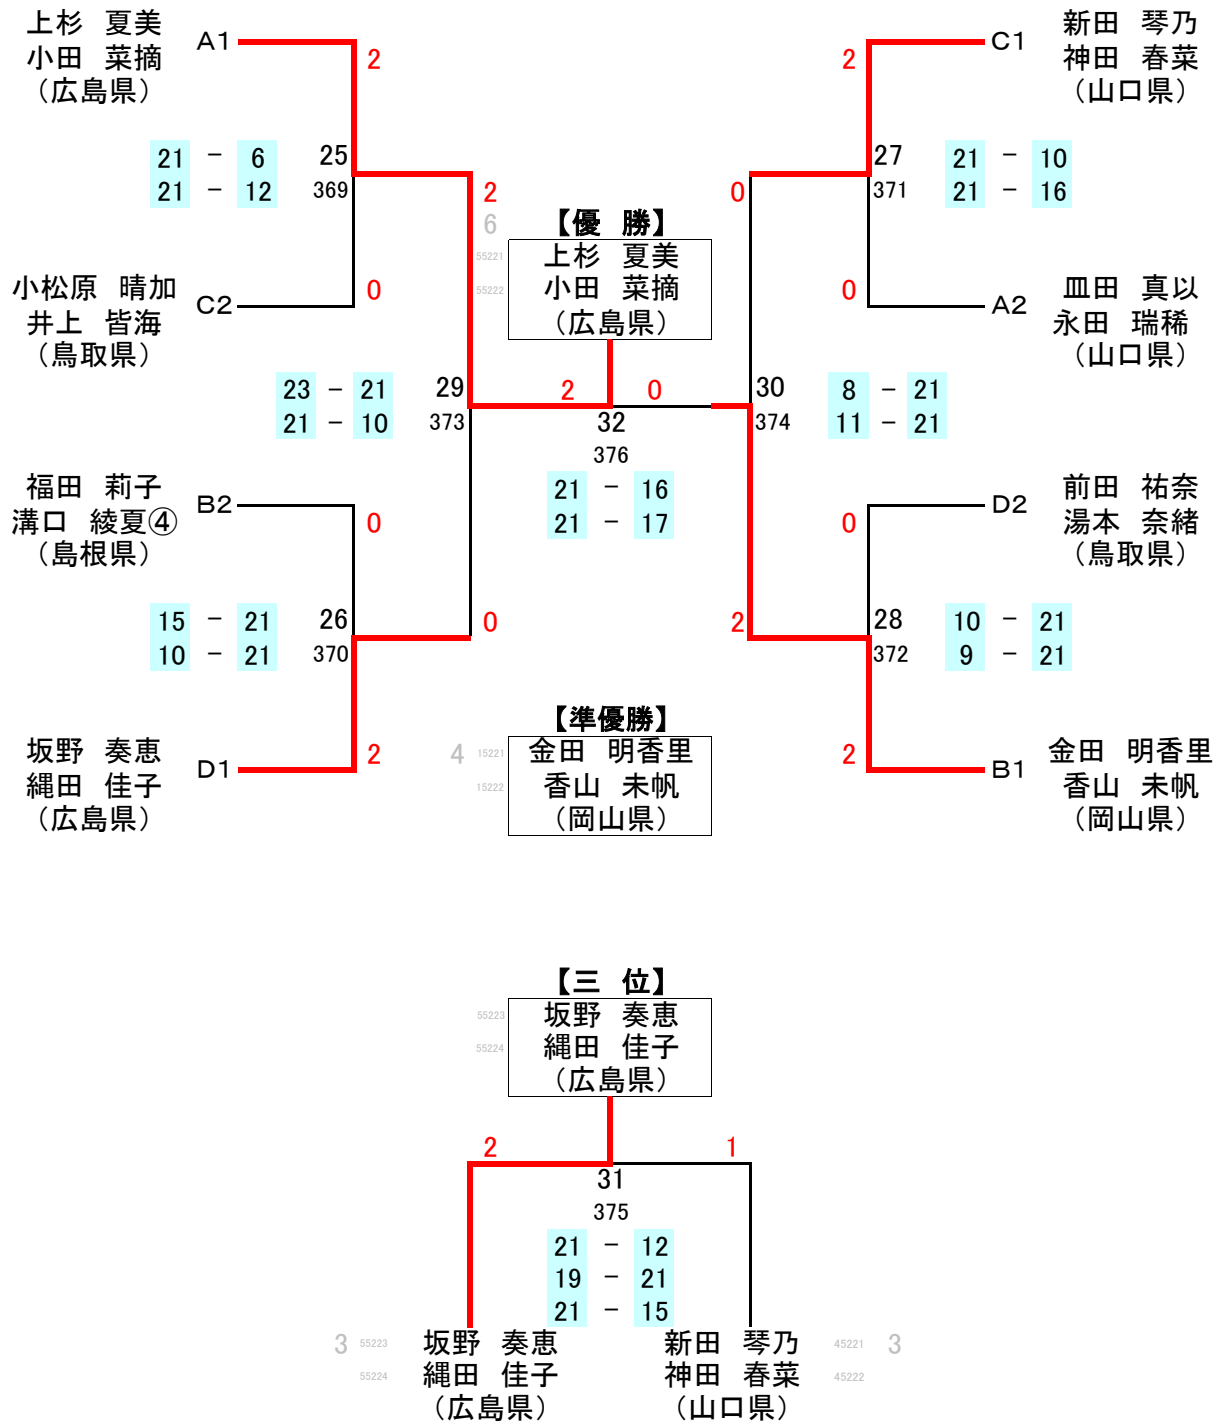 上杉 夏美
小田 菜摘
(広島県)
A1
2
新田 琴乃
神田 春菜
(山口県)
C1
2
21 - 6
21 - 12
25
369
27
371
21 - 10
21 - 16
2
0
小松原 晴加
井上 皆海
(鳥取県)
C2
0
6
55221
55222
【優 勝】
上杉 夏美
小田 菜摘
(広島県)
0
A2
皿田 真以
永田 瑞稀
(山口県)
23 - 21
21 - 10
29
373
2
0
32
376
21 - 16
21 - 17
30
374
8 - 21
11 - 21
福田 莉子
溝口 綾夏④
(島根県)
B2
0
0
D2
前田 祐奈
湯本 奈緒
(鳥取県)
15 - 21
10 - 21
26
370
0
2
28
372
10 - 21
9 - 21
坂野 奏恵
縄田 佳子
(広島県)
D1
2
4
15221
15222
【準優勝】
金田 明香里
香山 未帆
(岡山県)
2
B1
金田 明香里
香山 未帆
(岡山県)
【三 位】
55223
55224
坂野 奏恵
縄田 佳子
(広島県)
2
1
31
375
21 - 12
19 - 21
21 - 15
3
55223
55224
坂野 奏恵
縄田 佳子
(広島県)
新田 琴乃
神田 春菜
(山口県)
45221
45222
3